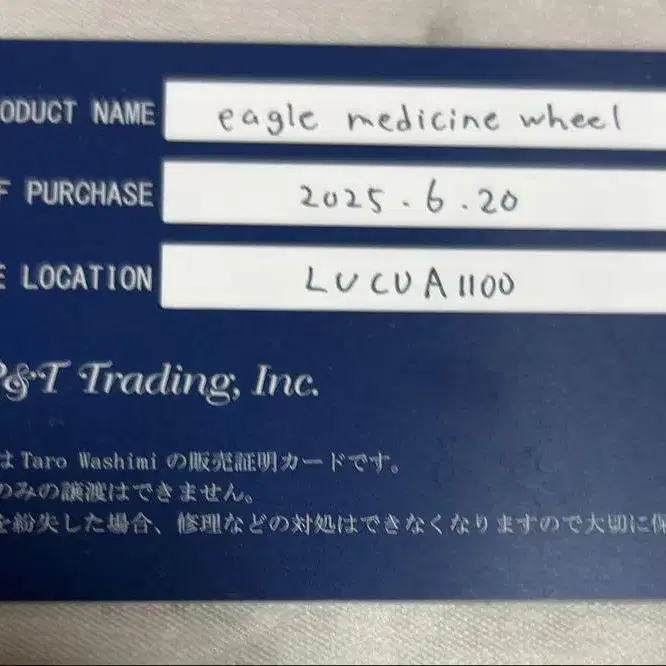 ODUCT NAME eagle medicine wheel
F PURCHASE 2025.6.20
E LOCATION LUCUA1100
P&T Trading, Inc.
はTaro Washimiの販売証明カードです。
のみの譲渡はできません。
を紛失した場合、修理などの対処はできなくなりますので大切に保